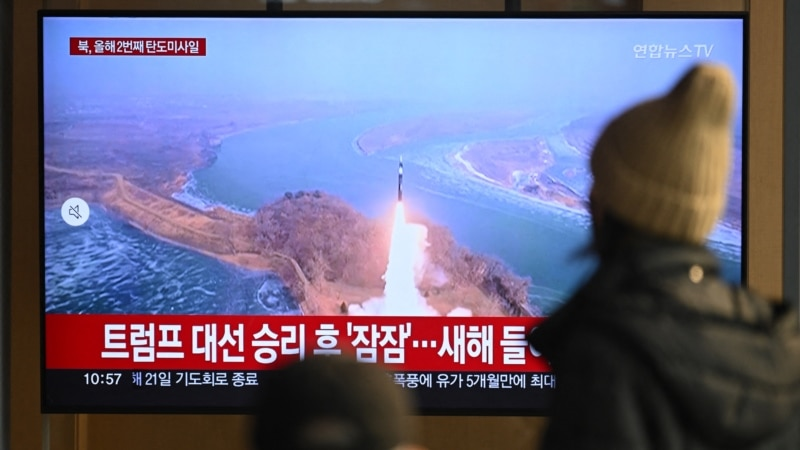 북, 올해 2번째 탄도미사일
연합뉴스TV
트럼프 대선 승리 후 '잠잠'…새해 들
10:57 해 21일 기도회로 종료 폭팡에 유가 5개월만에 최대